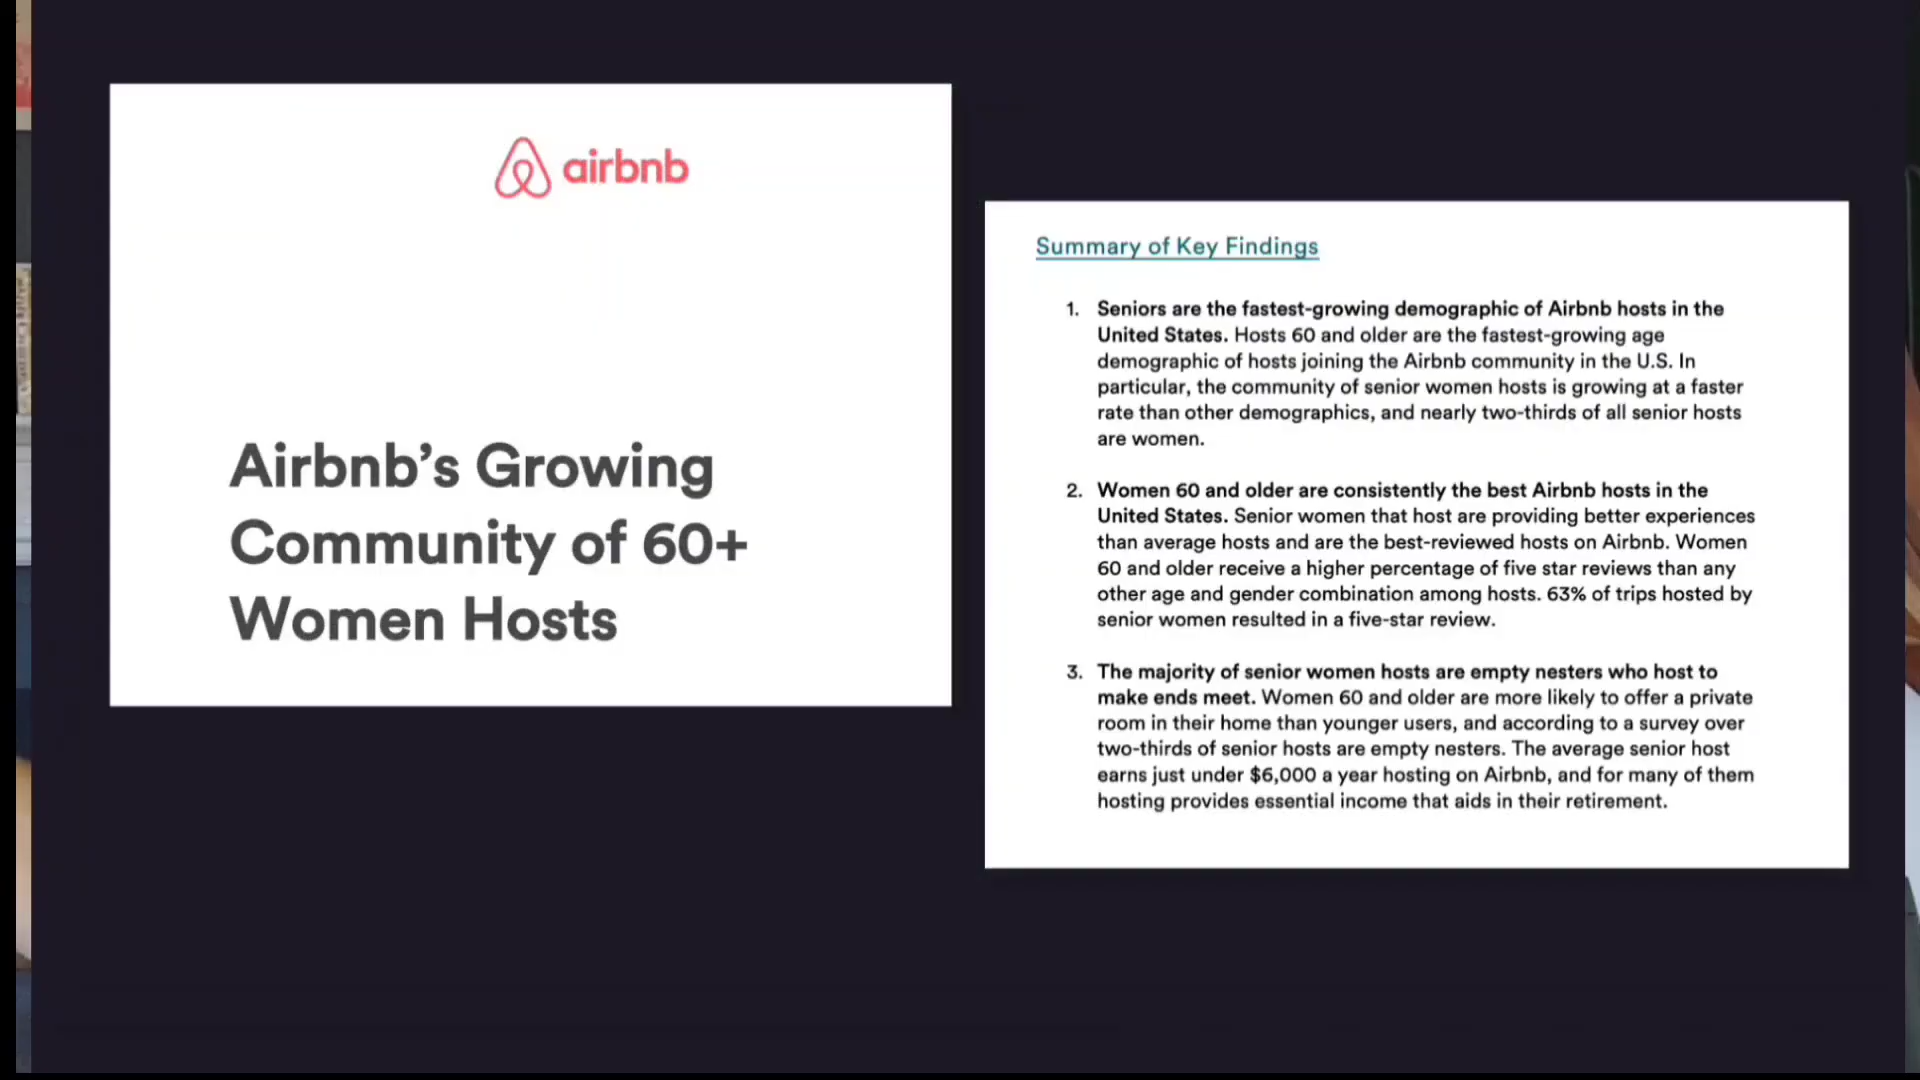 airbnb
Airbnb’s Growing
Community of 60+
Women Hosts
Summary of Key Findings
1. Seniors are the fastest-growing demographic of Airbnb hosts in the
United States. Hosts 60 and older are the fastest-growing age
demographic of hosts joining the Airbnb community in the U.S. In
particular, the community of senior women hosts is growing at a faster
rate than other demographics, and nearly two-thirds of all senior hosts
are women.
2. Women 60 and older are consistently the best Airbnb hosts in the
United States. Senior women that host are providing better experiences
than average hosts and are the best-reviewed hosts on Airbnb. Women
60 and older receive a higher percentage of five star reviews than any
other age and gender combination among hosts. 63% of trips hosted by
senior women resulted in a five-star review.
3. The majority of senior women hosts are empty nesters who host to
make ends meet. Women 60 and older are more likely to offer a private
room in their home than younger users, and according to a survey over
two-thirds of senior hosts are empty nesters. The average senior host
earns just under $6,000 a year hosting on Airbnb, and for many of them
hosting provides essential income that aids in their retirement.